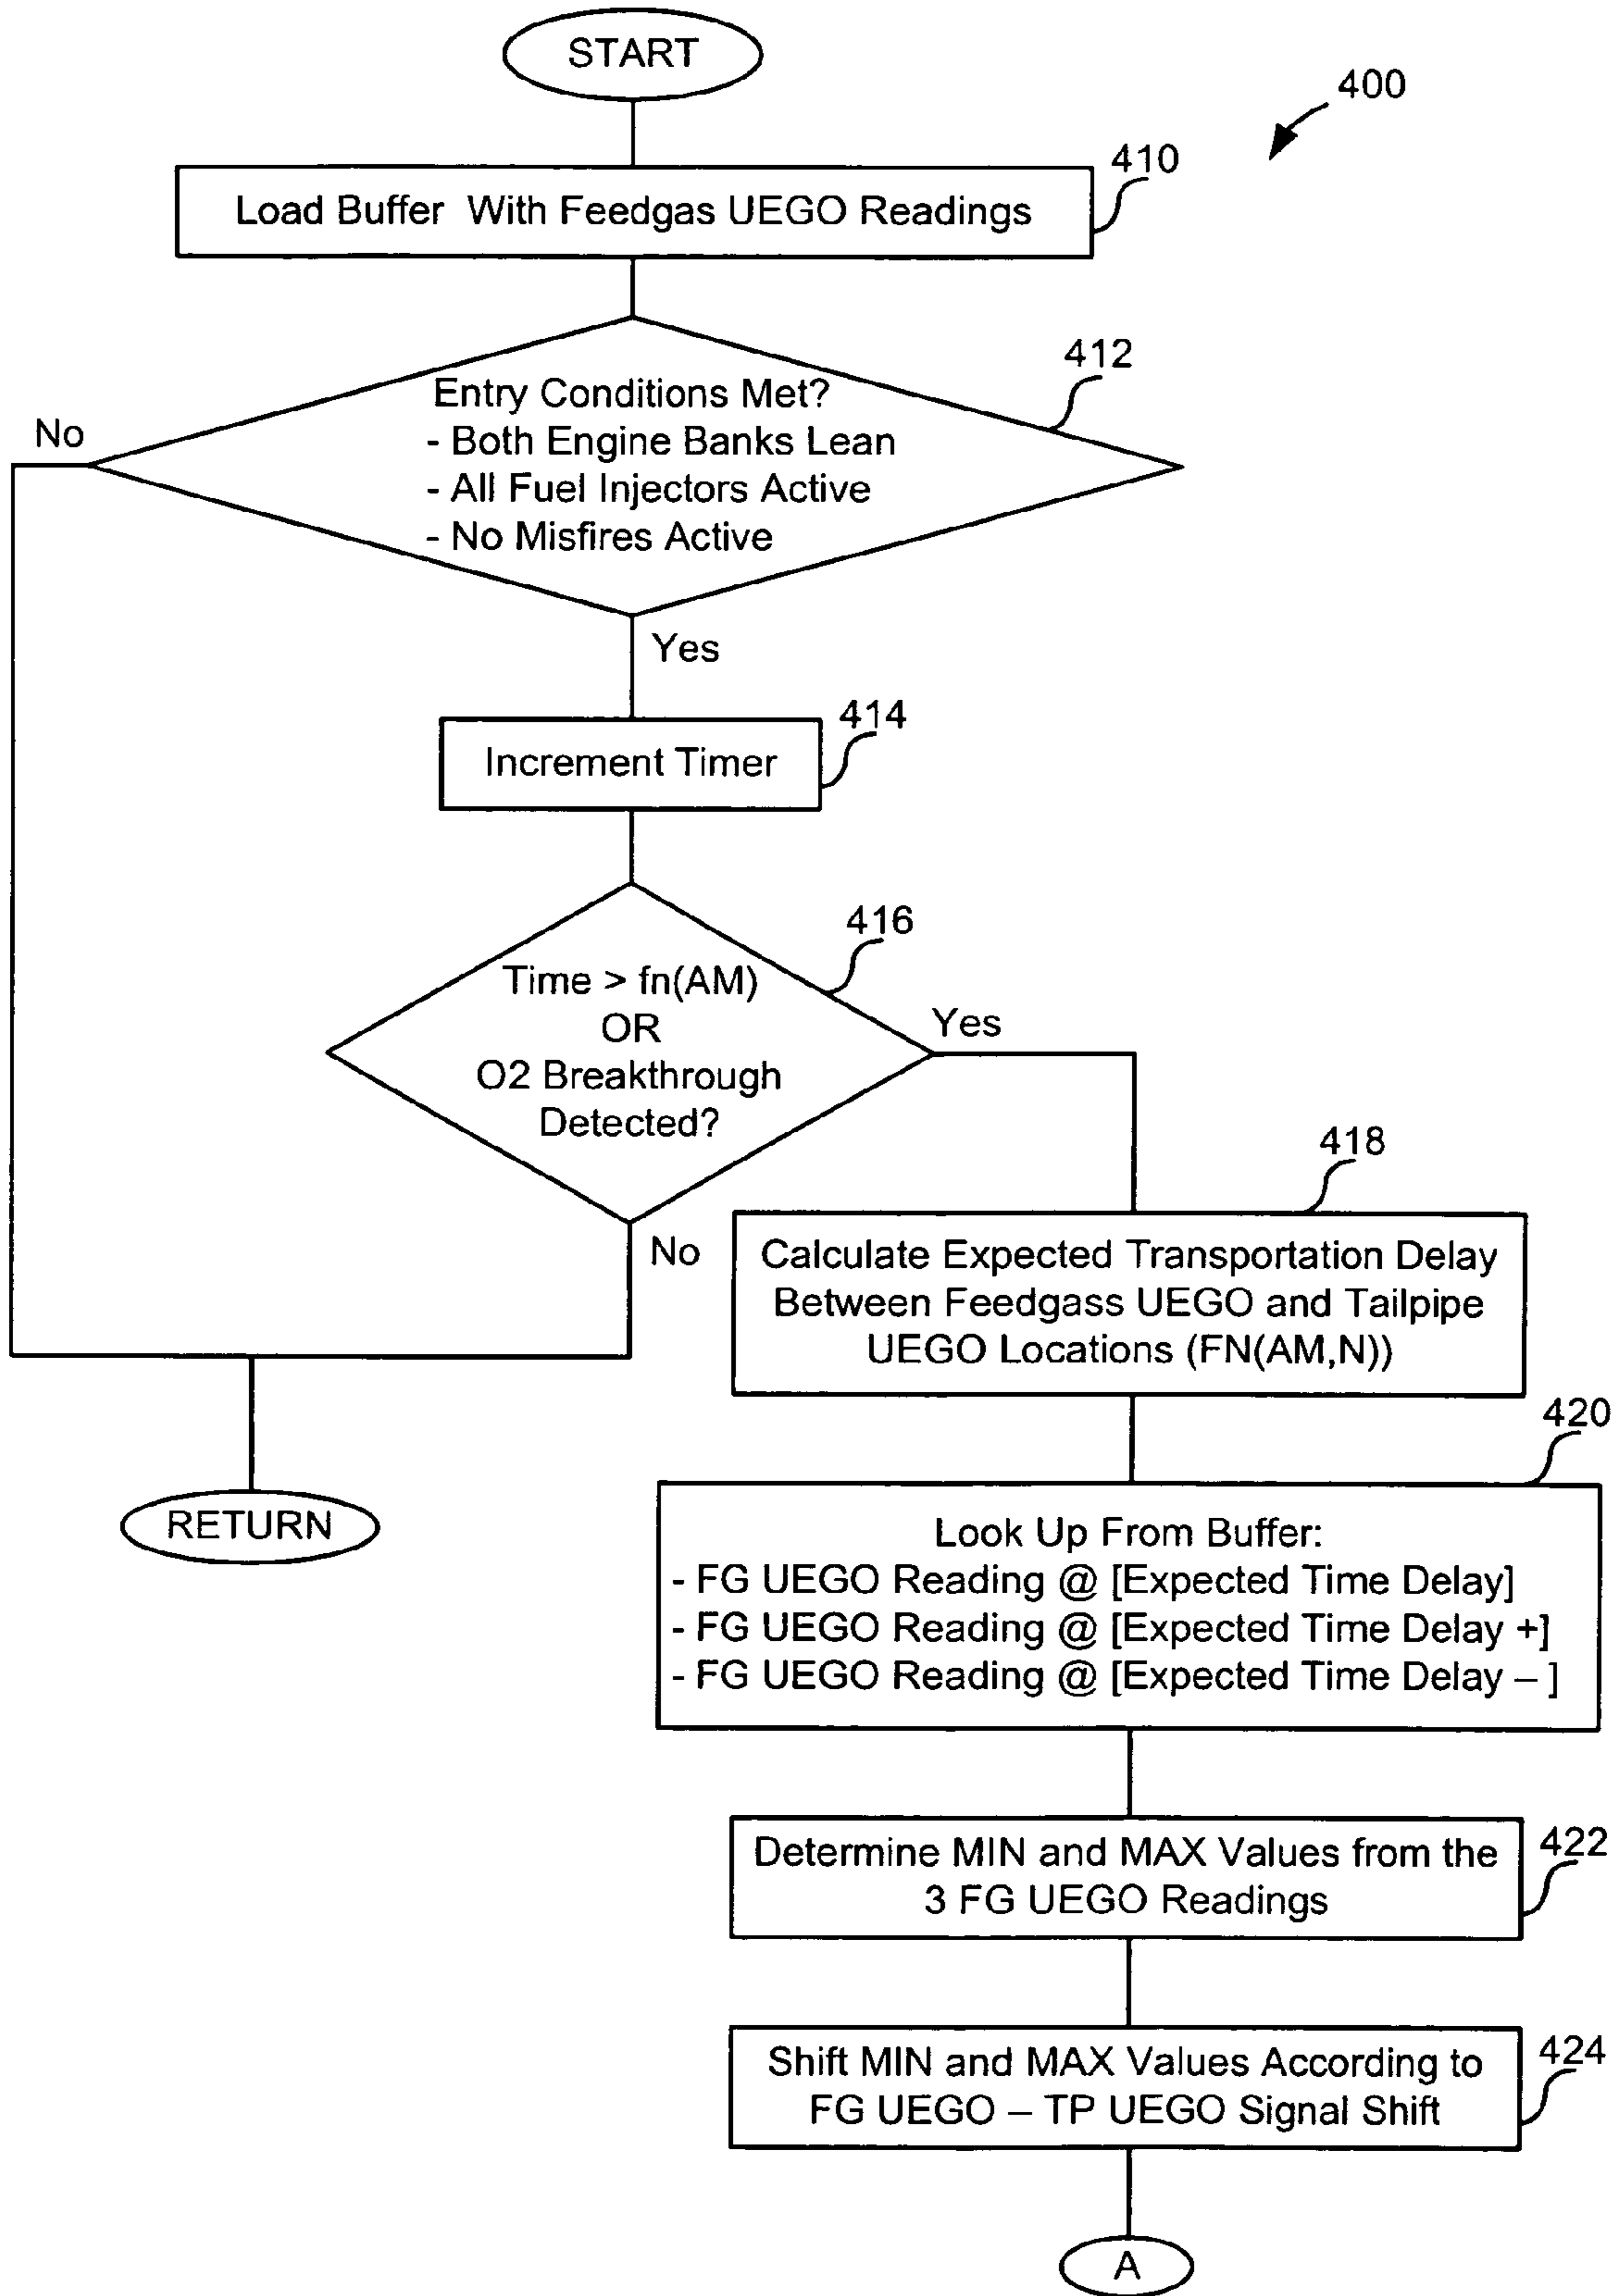 START
400
410
Load Buffer With Feedgas UEGO Readings
412
Entry Conditions Met?
- Both Engine Banks Lean
- All Fuel Injectors Active
- No Misfires Active
No
Yes
414
Increment Timer
416
Time > fn(AM)
OR
O2 Breakthrough
Detected?
Yes
No
418
Calculate Expected Transportation Delay
Between Feedgass UEGO and Tailpipe
UEGO Locations (FN(AM,N))
RETURN
420
Look Up From Buffer:
- FG UEGO Reading @ [Expected Time Delay]
- FG UEGO Reading @ [Expected Time Delay +]
- FG UEGO Reading @ [Expected Time Delay – ]
422
Determine MIN and MAX Values from the
3 FG UEGO Readings
424
Shift MIN and MAX Values According to
FG UEGO – TP UEGO Signal Shift
A